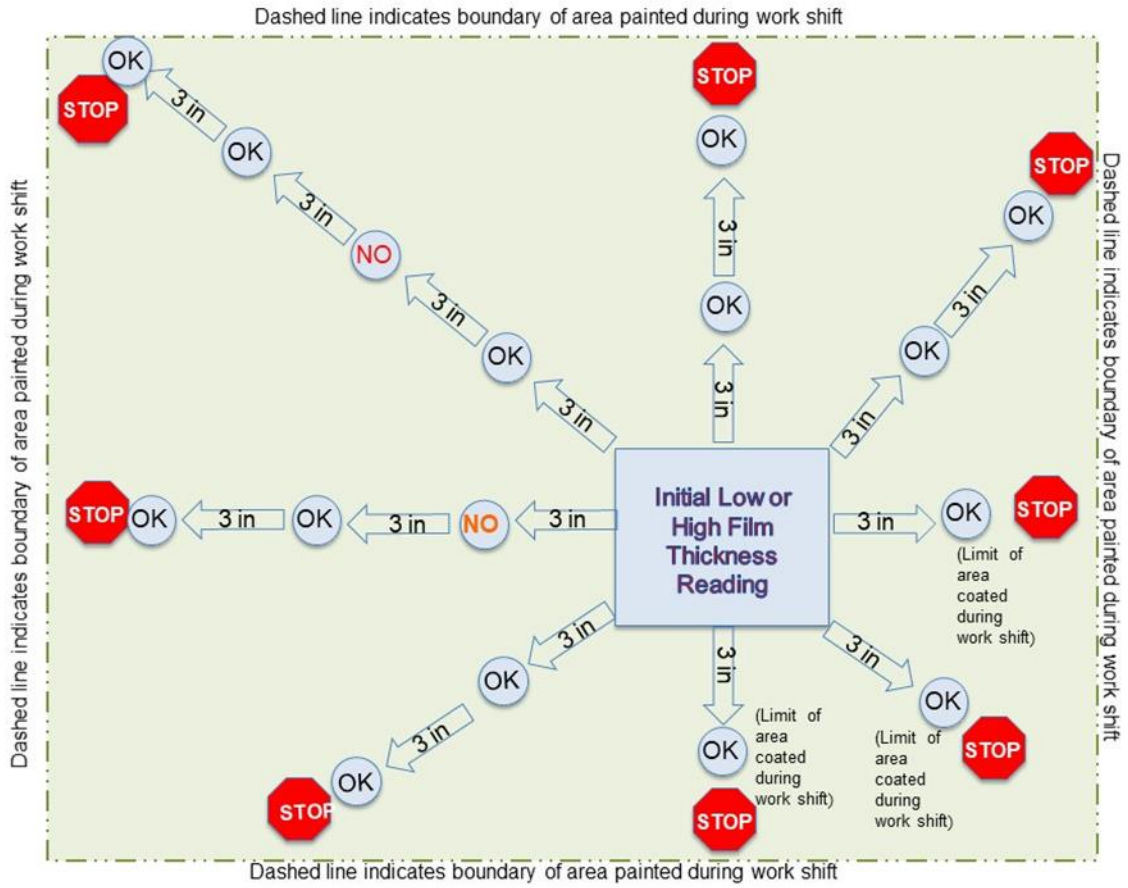 Dashed line indicates boundary of area painted during work shift
OK
STOP
3 in
OK
3 in
NO
3 in
OK
3 in
STOP
OK
3 in
OK
3 in
STOP
OK
3 in
OK
3 in
Dashed line indicates boundary of area painted during work shift
Dashed line indicates boundary of area painted during work shift
STOP
OK
3 in
OK
3 in
NO
3 in
Initial Low or
High Film
Thickness
Reading
3 in
OK
STOP
(Limit of
area
coated
during
work shift)
3 in
OK
3 in
OK
STOP
3 in
OK
(Limit of
area
coated
during
work shift)
STOP
3 in
OK
(Limit of
area
coated
during
work shift)
STOP
Dashed line indicates boundary of area painted during work shift